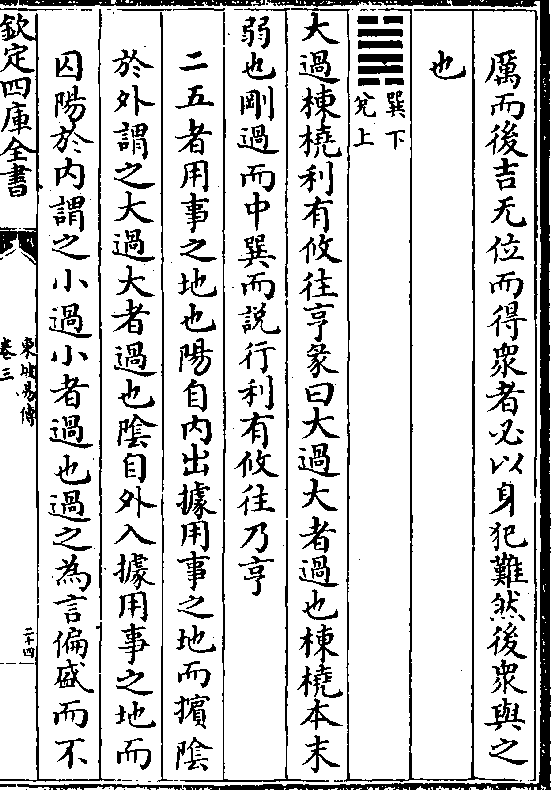 厲而後吉无位而得衆者必以身犯難然後衆與之
也
䷛巽下兌上
大過棟橈利有攸往亨彖曰大過大者過也棟橈本末
弱也剛過而中巽而說行利有攸往乃亨
二五者用事之地也陽自內出據用事之地而擯陰
於外謂之大過大者過也陰自外入據用事之地而
囚陽於內謂之小過小者過也過之為言偏盛而不
欽定四庫全書
東坡易傳
卷三
二十四